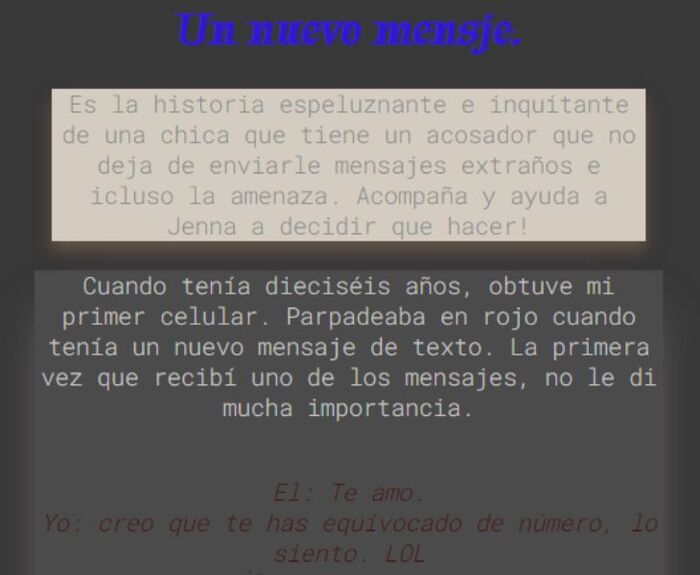 Un nuevo mensje.
Es la historia espeluznante e inquitante
de una chica que tiene un acosador que no
deja de enviarle mensajes extraños e
icluso la amenaza. Acompaña y ayuda a
Jenna a decidir que hacer!
Cuando tenía dieciséis años, obtuve mi
primer celular. Parpadeaba en rojo cuando
tenía un nuevo mensaje de texto. La primera
vez que recibí uno de los mensajes, no le di
mucha importancia.
El: Te amo.
Yo: creo que te has equivocado de número, lo
siento. LOL